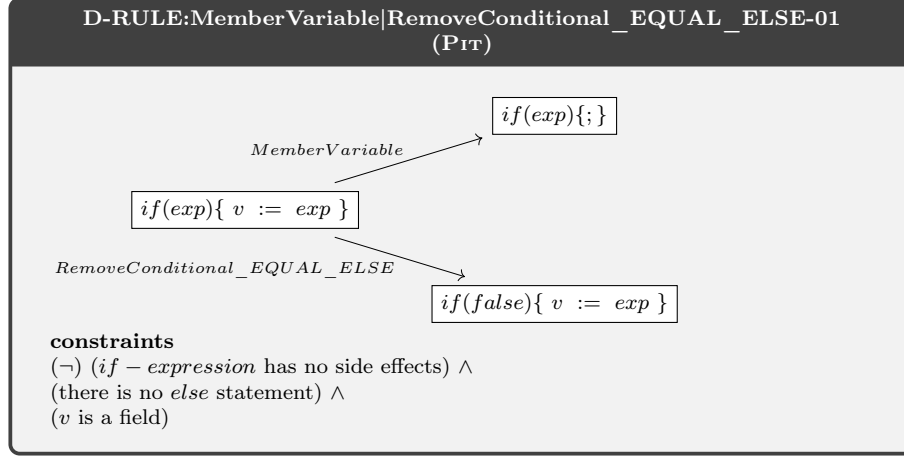 D-RULE:MemberVariable|RemoveConditional_EQUAL_ELSE-01
(PIT)
if(exp){; }
MemberVariable
if(exp){ v := exp }
RemoveConditional_EQUAL_ELSE
if(false){ v := exp }
constraints
(¬) (if − expression has no side effects) ∧
(there is no else statement) ∧
(v is a field)